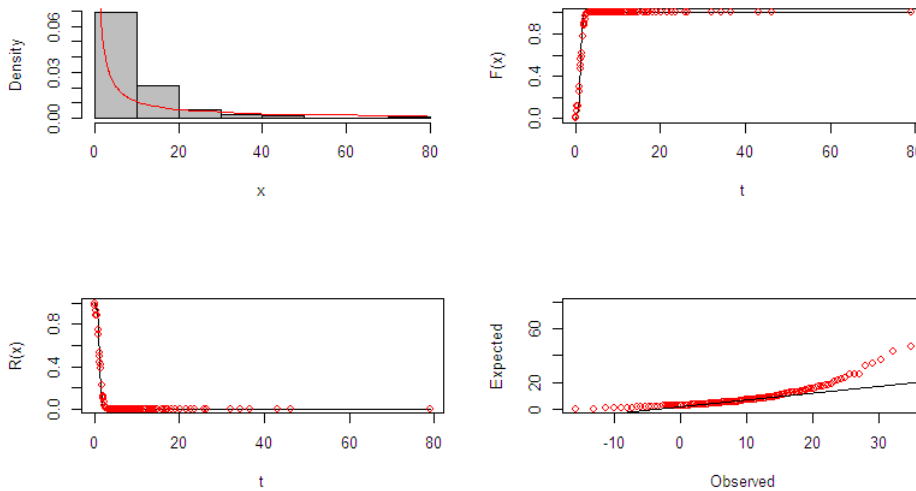 Density
0.00 0.03 0.06
0 20 40 60 80
x
F(x)
0.0 0.4 0.8
0 20 40 60 80
t
R(x)
0.0 0.4 0.8
0 20 40 60 80
t
Expected
0 20 60
-10 0 10 20 30
Observed